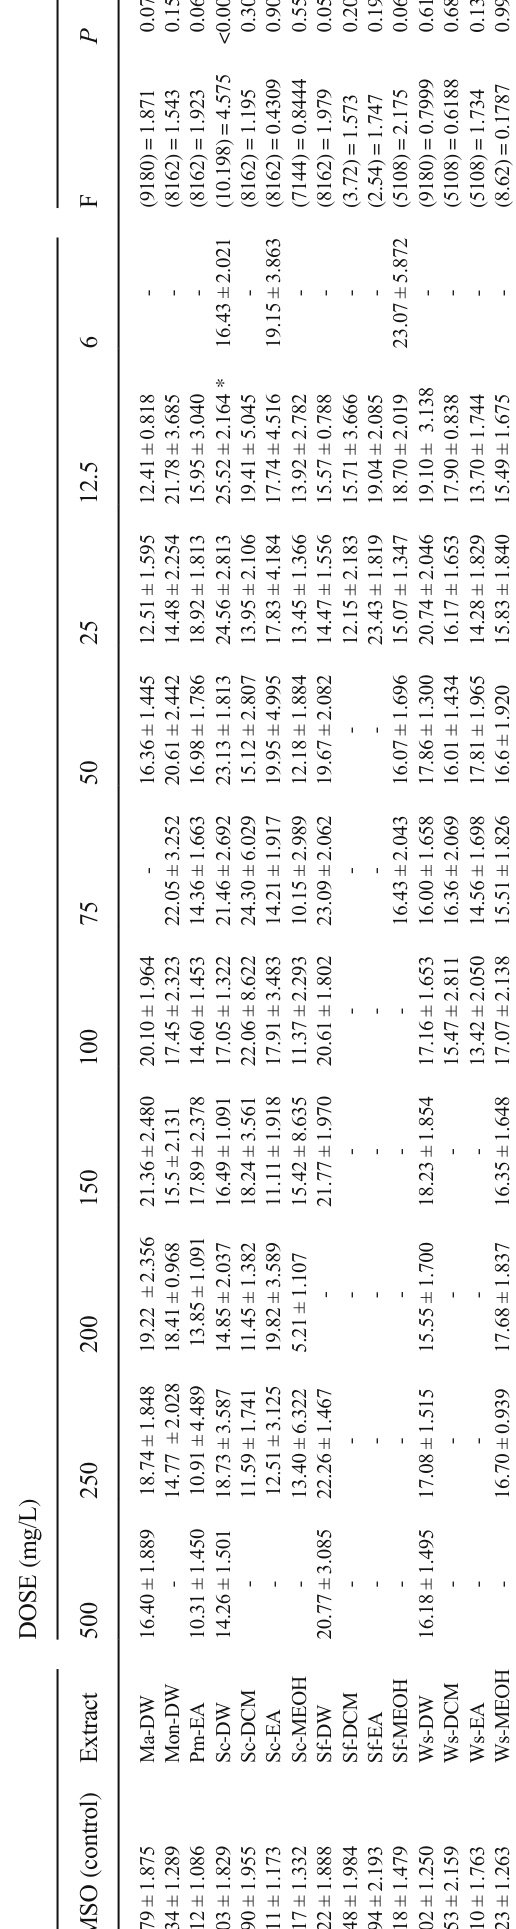 DOSE (mg/L)
MSO (control) Extract 500 250 200 150 100 75 50 25 12.5 6 F P
79 ± 1.875 Ma-DW 16.40 ± 1.889 18.74 ± 1.848 19.22 ± 2.356 21.36 ± 2.480 20.10 ± 1.964 - 16.36 ± 1.445 12.51 ± 1.595 12.41 ± 0.818 - (9180) = 1.871 0.07
34 ± 1.289 Mon-DW - 14.77 ± 2.028 18.41 ± 0.968 15.5 ± 2.131 17.45 ± 2.323 22.05 ± 3.252 20.61 ± 2.442 14.48 ± 2.254 21.78 ± 3.685 - (8162) = 1.543 0.15
12 ± 1.086 Pm-EA 10.31 ± 1.450 10.91 ± 4.489 13.85 ± 1.091 17.89 ± 2.378 14.60 ± 1.453 14.36 ± 1.663 16.98 ± 1.786 18.92 ± 1.813 15.95 ± 3.040 - (8162) = 1.923 0.06
03 ± 1.829 Sc-DW 14.26 ± 1.501 18.73 ± 3.587 14.85 ± 2.037 16.49 ± 1.091 17.05 ± 1.322 21.46 ± 2.692 23.13 ± 1.813 24.56 ± 2.813 25.52 ± 2.164 * 16.43 ± 2.021 (10.198) = 4.575 <0.00
90 ± 1.955 Sc-DCM - 11.59 ± 1.741 11.45 ± 1.382 18.24 ± 3.561 22.06 ± 8.622 24.30 ± 6.029 15.12 ± 2.807 13.95 ± 2.106 19.41 ± 5.045 - (8162) = 1.195 0.30
11 ± 1.173 Sc-EA - 12.51 ± 3.125 19.82 ± 3.589 11.11 ± 1.918 17.91 ± 3.483 14.21 ± 1.917 19.95 ± 4.995 17.83 ± 4.184 17.74 ± 4.516 19.15 ± 3.863 (8162) = 0.4309 0.90
17 ± 1.332 Sc-MEOH - 13.40 ± 6.322 5.21 ± 1.107 15.42 ± 8.635 11.37 ± 2.293 10.15 ± 2.989 12.18 ± 1.884 13.45 ± 1.366 13.92 ± 2.782 - (7144) = 0.8444 0.55
22 ± 1.888 Sf-DW 20.77 ± 3.085 22.26 ± 1.467 - 21.77 ± 1.970 20.61 ± 1.802 23.09 ± 2.062 19.67 ± 2.082 14.47 ± 1.556 15.57 ± 0.788 - (8162) = 1.979 0.05
48 ± 1.984 Sf-DCM - - - - - - - 12.15 ± 2.183 15.71 ± 3.666 - (3.72) = 1.573 0.20
94 ± 2.193 Sf-EA - - - - - - - 23.43 ± 1.819 19.04 ± 2.085 - (2.54) = 1.747 0.19
18 ± 1.479 Sf-MEOH - - - - - 16.43 ± 2.043 16.07 ± 1.696 15.07 ± 1.347 18.70 ± 2.019 23.07 ± 5.872 (5108) = 2.175 0.06
02 ± 1.250 Ws-DW 16.18 ± 1.495 17.08 ± 1.515 15.55 ± 1.700 18.23 ± 1.854 17.16 ± 1.653 16.00 ± 1.658 17.86 ± 1.300 20.74 ± 2.046 19.10 ± 3.138 - (9180) = 0.7999 0.61
53 ± 2.159 Ws-DCM - - - - 15.47 ± 2.811 16.36 ± 2.069 16.01 ± 1.434 16.17 ± 1.653 17.90 ± 0.838 - (5108) = 0.6188 0.68
10 ± 1.763 Ws-EA - - - - 13.42 ± 2.050 14.56 ± 1.698 17.81 ± 1.965 14.28 ± 1.829 13.70 ± 1.744 - (5108) = 1.734 0.13
23 ± 1.263 Ws-MEOH - 16.70 ± 0.939 17.68 ± 1.837 16.35 ± 1.648 17.07 ± 2.138 15.51 ± 1.826 16.6 ± 1.920 15.83 ± 1.840 15.49 ± 1.675 - (8.62) = 0.1787 0.99